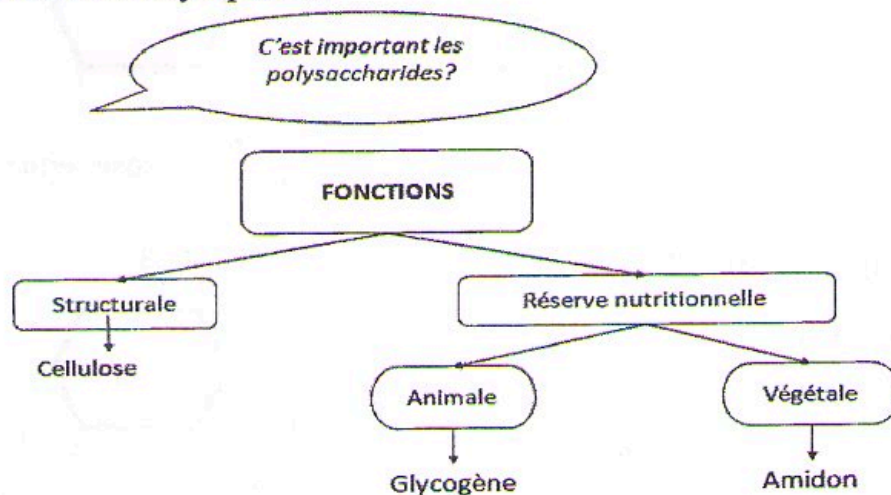 C'est important les
polysaccharides?
FONCTIONS
Structurale
Réserve nutritionnelle
Cellulose
Animale
Végétale
Glycogène
Amidon